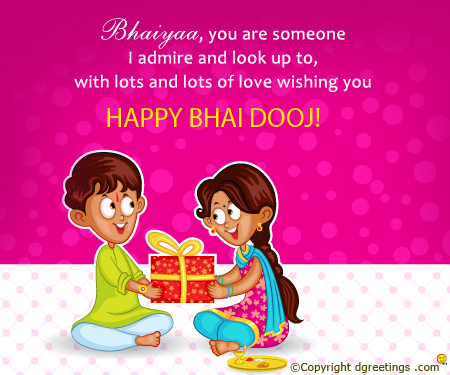 Bhaiyaa, you are someone
I admire and look up to,
with lots and lots of love wishing you
HAPPY BHAI DOOJ!
©Copyright dgreetings .com